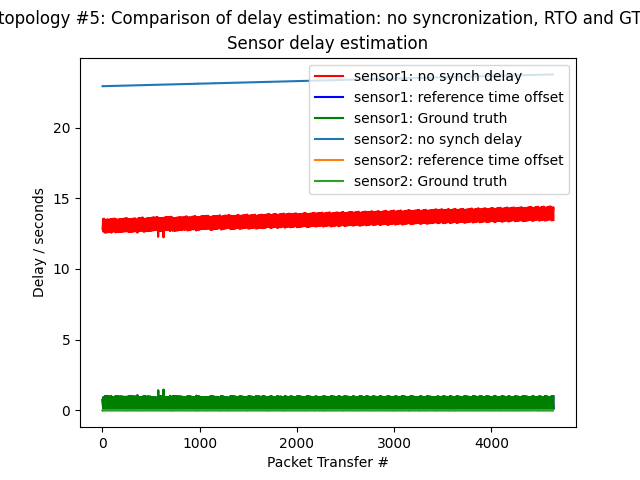 topology #5: Comparison of delay estimation: no syncronization, RTO and GT
Sensor delay estimation
sensor1: no synch delay
sensor1: reference time offset
sensor1: Ground truth
sensor2: no synch delay
sensor2: reference time offset
sensor2: Ground truth
Delay / seconds
20
15
10
5
0
0 1000 2000 3000 4000
Packet Transfer #